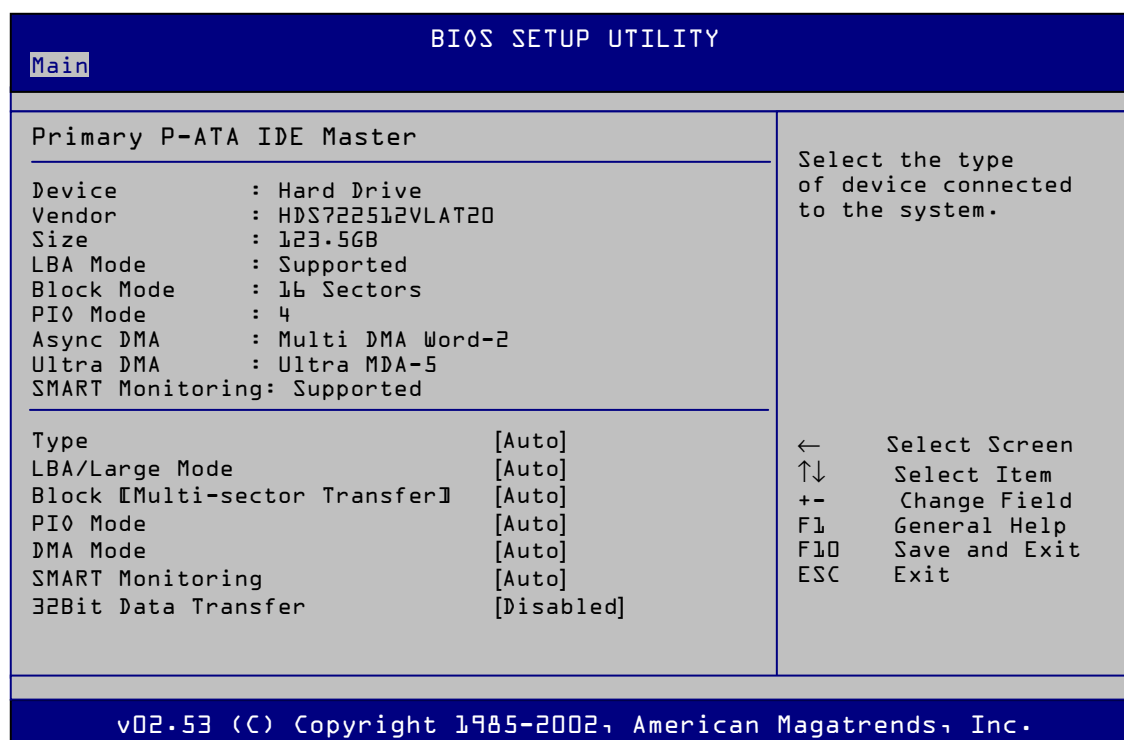 BIOS SETUP UTILITY
Main
Primary P-ATA IDE Master
Device : Hard Drive
Vendor : HDS722512VLAT20
Size : 123.5GB
LBA Mode : Supported
Block Mode : 16 Sectors
PIO Mode : 4
Async DMA : Multi DMA Word-2
Ultra DMA : Ultra MDA-5
SMART Monitoring: Supported
Type [Auto]
LBA/Large Mode [Auto]
Block 〖Multi-sector Transfer〗 [Auto]
PIO Mode [Auto]
DMA Mode [Auto]
SMART Monitoring [Auto]
32Bit Data Transfer [Disabled]
Select the type
of device connected
to the system.
← Select Screen
↑↓ Select Item
+- Change Field
F1 General Help
F10 Save and Exit
ESC Exit
v02.53 (C) Copyright 1985-2002, American Magatrends, Inc.